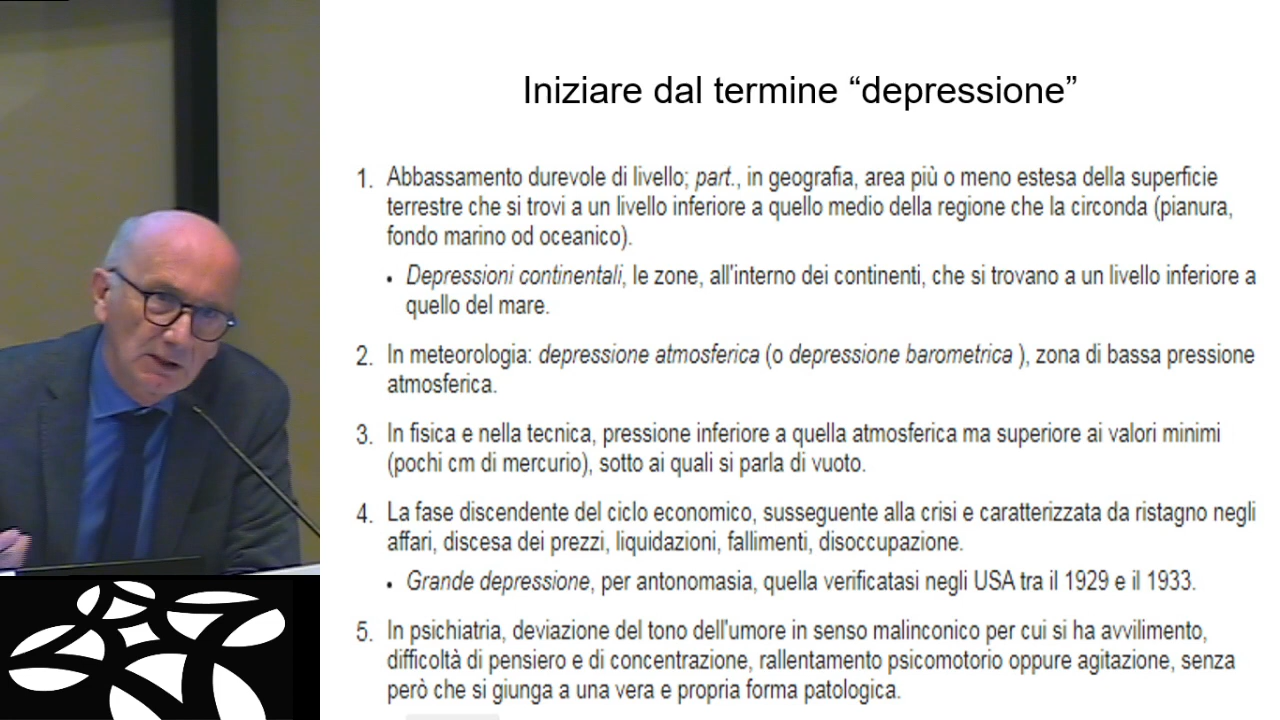 Iniziare dal termine “depressione”
1. Abbassamento durevole di livello; part., in geografia, area più o meno estesa della superficie
terrestre che si trovi a un livello inferiore a quello medio della regione che la circonda (pianura,
fondo marino od oceanico).
• Depressioni continentali, le zone, all'interno dei continenti, che si trovano a un livello inferiore a
quello del mare.
2. In meteorologia: depressione atmosferica (o depressione barometrica ), zona di bassa pressione
atmosferica.
3. In fisica e nella tecnica, pressione inferiore a quella atmosferica ma superiore ai valori minimi
(pochi cm di mercurio), sotto ai quali si parla di vuoto.
4. La fase discendente del ciclo economico, susseguente alla crisi e caratterizzata da ristagno negli
affari, discesa dei prezzi, liquidazioni, fallimenti, disoccupazione.
• Grande depressione, per antonomasia, quella verificatasi negli USA tra il 1929 e il 1933.
5. In psichiatria, deviazione del tono dell'umore in senso malinconico per cui si ha avvilimento,
difficoltà di pensiero e di concentrazione, rallentamento psicomotorio oppure agitazione, senza
però che si giunga a una vera e propria forma patologica.